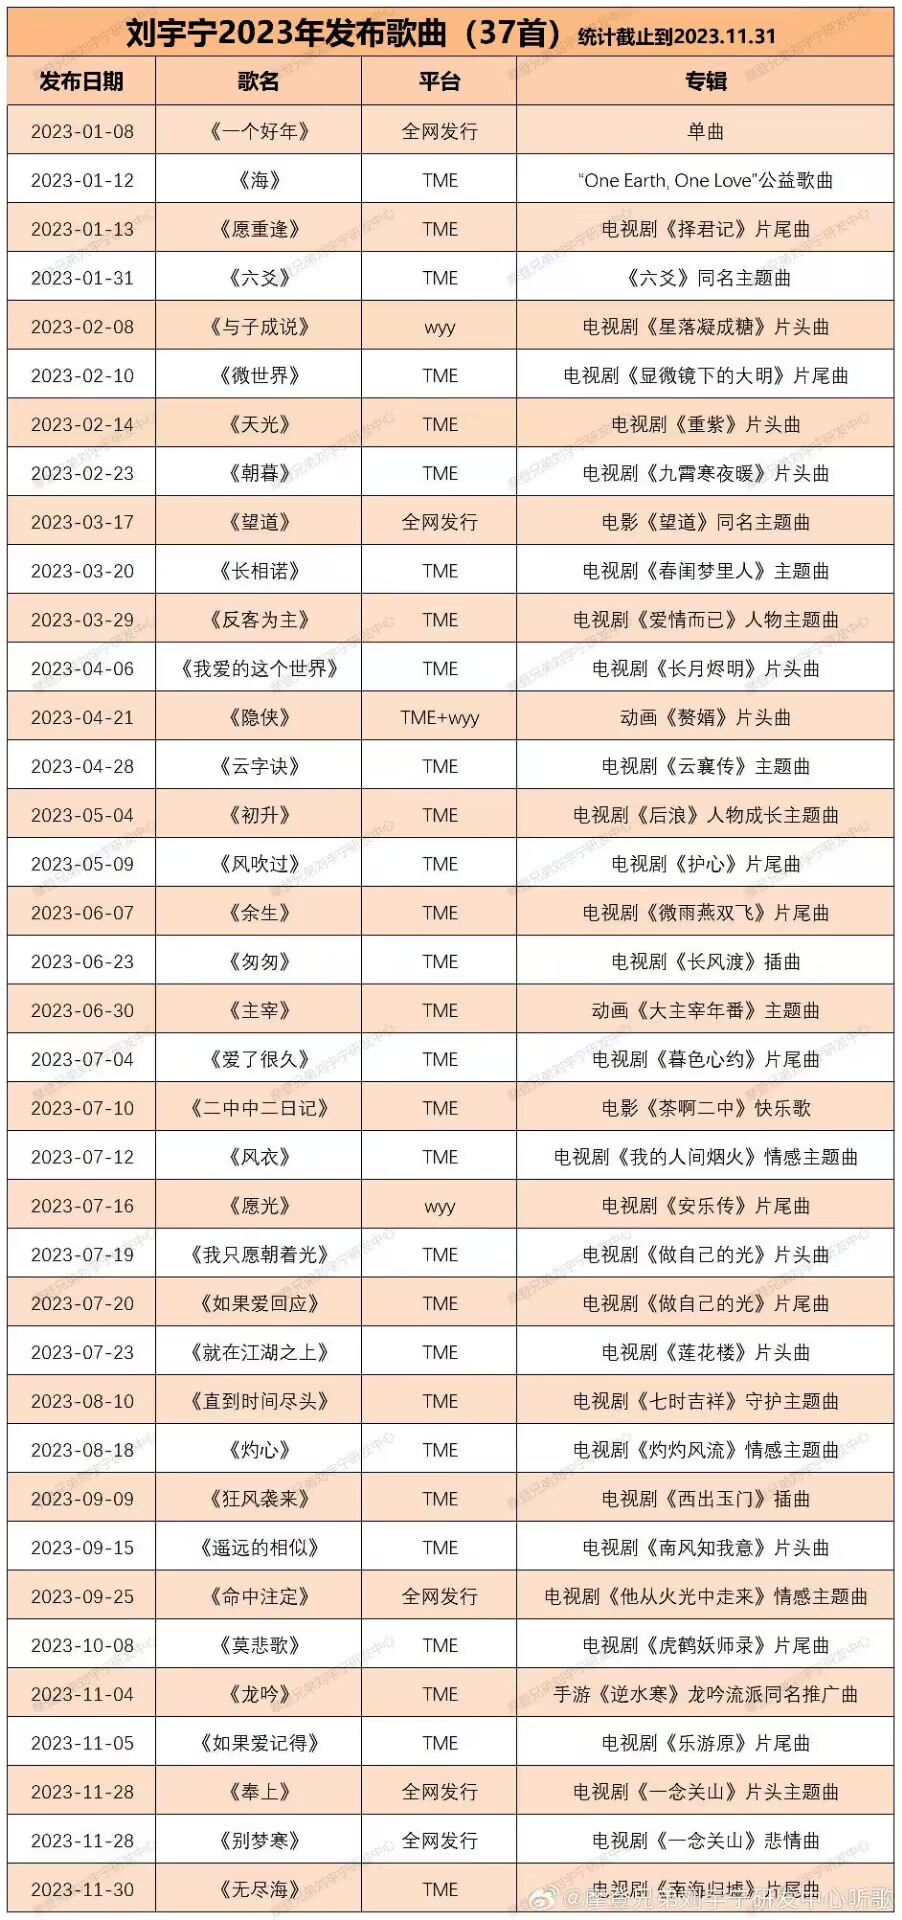 刘宇宁2023年发布歌曲（37首）统计截止到2023.11.31
发布日期 歌名 平台 专辑
2023-01-08 《一个好年》 全网发行 单曲
2023-01-12 《海》 TME “One Earth, One Love”公益歌曲
2023-01-13 《愿重逢》 TME 电视剧《择君记》片尾曲
2023-01-31 《六爻》 TME 《六爻》同名主题曲
2023-02-08 《与子成说》 wyy 电视剧《星落凝成糖》片头曲
2023-02-10 《微世界》 TME 电视剧《显微镜下的大明》片尾曲
2023-02-14 《天光》 TME 电视剧《重紫》片头曲
2023-02-23 《朝暮》 TME 电视剧《九霄寒夜暖》片头曲
2023-03-17 《望道》 全网发行 电影《望道》同名主题曲
2023-03-20 《长相诺》 TME 电视剧《春闺梦里人》主题曲
2023-03-29 《反客为主》 TME 电视剧《爱情而已》人物主题曲
2023-04-06 《我爱的这个世界》 TME 电视剧《长月烬明》片头曲
2023-04-21 《隐侠》 TME+wyy 动画《赘婿》片头曲
2023-04-28 《云字诀》 TME 电视剧《云襄传》主题曲
2023-05-04 《初升》 TME 电视剧《后浪》人物成长主题曲
2023-05-09 《风吹过》 TME 电视剧《护心》片尾曲
2023-06-07 《余生》 TME 电视剧《微雨燕双飞》片尾曲
2023-06-23 《匆匆》 TME 电视剧《长风渡》插曲
2023-06-30 《主宰》 TME 动画《大主宰年番》主题曲
2023-07-04 《爱了很久》 TME 电视剧《暮色心约》片尾曲
2023-07-10 《二中中二日记》 TME 电影《茶啊二中》快乐歌
2023-07-12 《风衣》 TME 电视剧《我的人间烟火》情感主题曲
2023-07-16 《愿光》 wyy 电视剧《安乐传》片尾曲
2023-07-19 《我只愿朝着光》 TME 电视剧《做自己的光》片头曲
2023-07-20 《如果爱回应》 TME 电视剧《做自己的光》片尾曲
2023-07-23 《就在江湖之上》 TME 电视剧《莲花楼》片头曲
2023-08-10 《直到时间尽头》 TME 电视剧《七时吉祥》守护主题曲
2023-08-18 《灼心》 TME 电视剧《灼灼风流》情感主题曲
2023-09-09 《狂风袭来》 TME 电视剧《西出玉门》插曲
2023-09-15 《遥远的相似》 TME 电视剧《南风知我意》片头曲
2023-09-25 《命中注定》 全网发行 电视剧《他从火光中走来》情感主题曲
2023-10-08 《莫悲歌》 TME 电视剧《虎鹤妖师录》片尾曲
2023-11-04 《龙吟》 TME 手游《逆水寒》龙吟流派同名推广曲
2023-11-05 《如果爱记得》 TME 电视剧《乐游原》片尾曲
2023-11-28 《奉上》 全网发行 电视剧《一念关山》片头主题曲
2023-11-28 《别梦寒》 全网发行 电视剧《一念关山》悲情曲
2023-11-30 《无尽海》 TME 电视剧《南海归墟》片尾曲
@摩登兄弟刘宇宁研发中心听歌